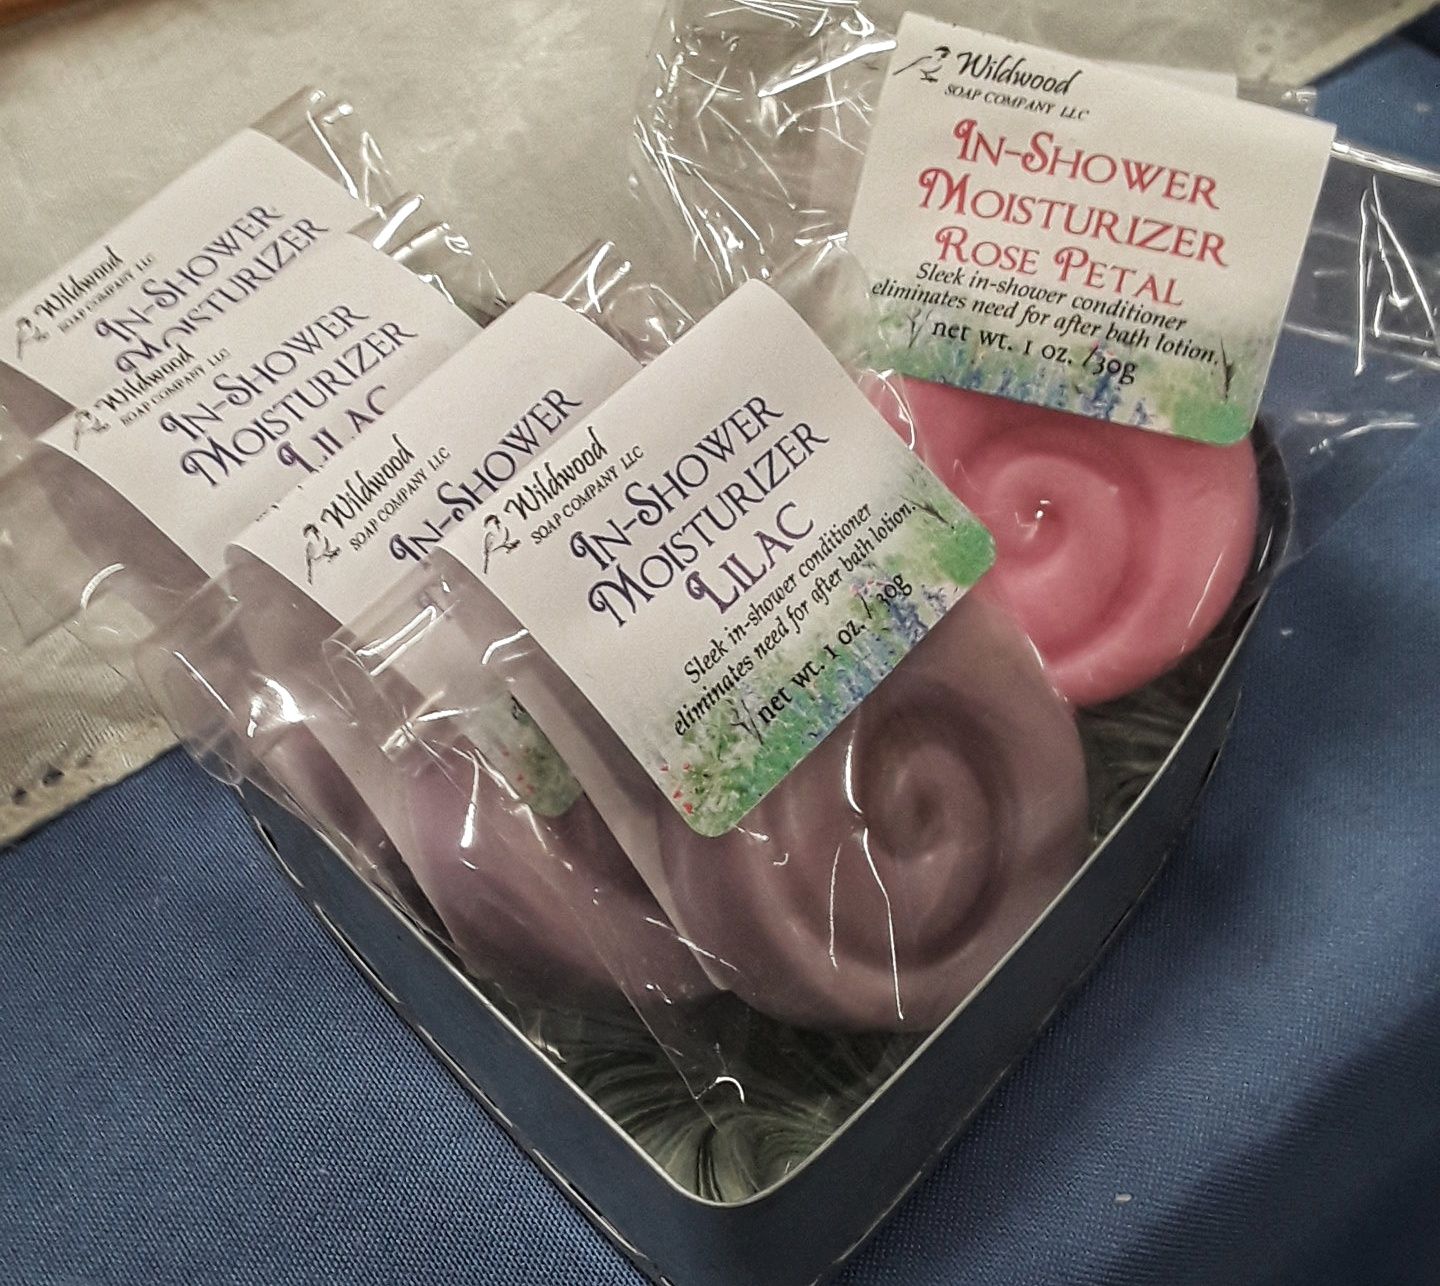 Wildwood
SOAP COMPANY LLC
IN-SHOWER
MOISTURIZER
ROSE PETAL
Sleek in-shower conditioner
eliminates need for after bath lotion.
net wt. 1 oz. /30g
Wildwood
SOAP COMPANY LLC
IN-SHOWER
MOISTURIZER
Wildwood
SOAP COMPANY LLC
IN-SHOWER
MOISTURIZER
LILAC
Wildwood
SOAP COMPANY LLC
IN-SHOWER
Wildwood
SOAP COMPANY LLC
IN-SHOWER
MOISTURIZER
LILAC
Sleek in-shower conditioner
eliminates need for after bath lotion.
net wt. 1 oz. / 30g